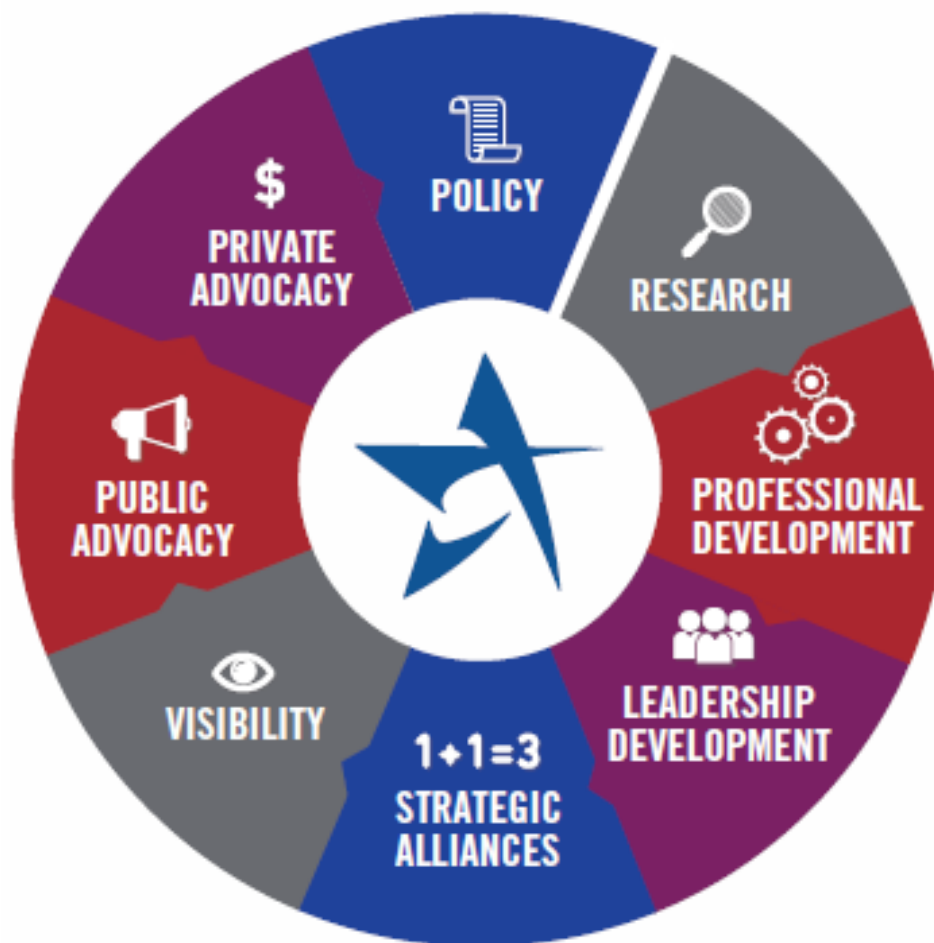 POLICY
RESEARCH
PROFESSIONAL
DEVELOPMENT
LEADERSHIP
DEVELOPMENT
1+1=3
STRATEGIC
ALLIANCES
VISIBILITY
PUBLIC
ADVOCACY
$
PRIVATE
ADVOCACY